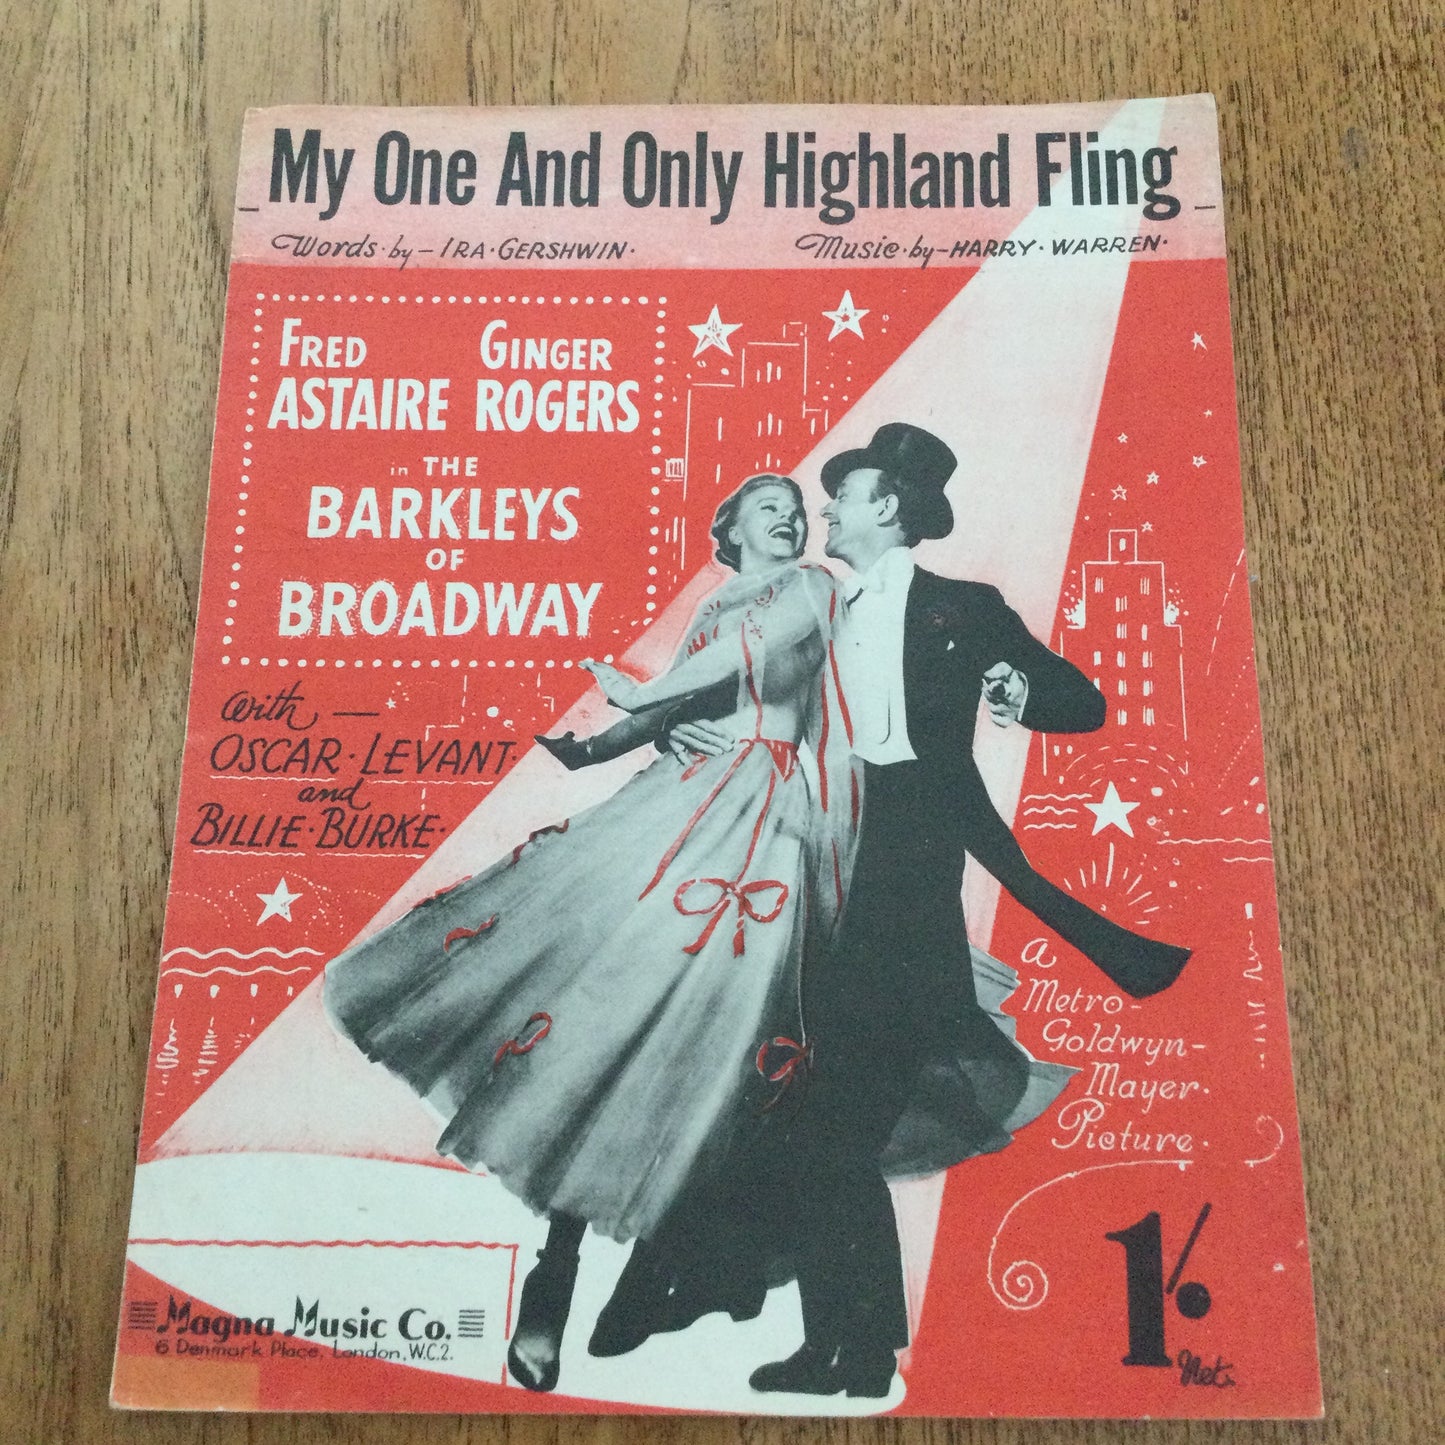 My One And Only Highland Fling
Words·by – IRA·GERSHWIN·
Music·by – HARRY·WARREN·
FRED GINGER
ASTAIRE ROGERS
in THE
BARKLEYS
OF
BROADWAY
with —
OSCAR·LEVANT·
and
BILLIE·BURKE·
A
Metro-
Goldwyn-
Mayer·
Picture·
1/·
Net·
Magna Music Co.
6 Denmark Place, London, W.C.2.